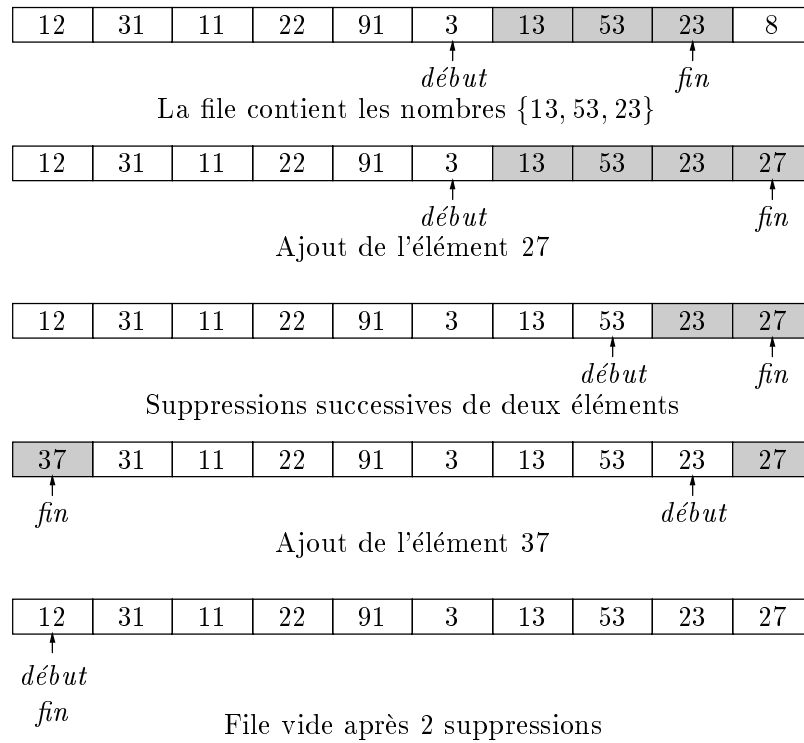 12 31 11 22 91 3 13 53 23 8
début fin
La file contient les nombres {13, 53, 23}
12 31 11 22 91 3 13 53 23 27
début fin
Ajout de l'élément 27
12 31 11 22 91 3 13 53 23 27
début fin
Suppressions successives de deux éléments
37 31 11 22 91 3 13 53 23 27
fin début
Ajout de l'élément 37
12 31 11 22 91 3 13 53 23 27
début
fin
File vide après 2 suppressions